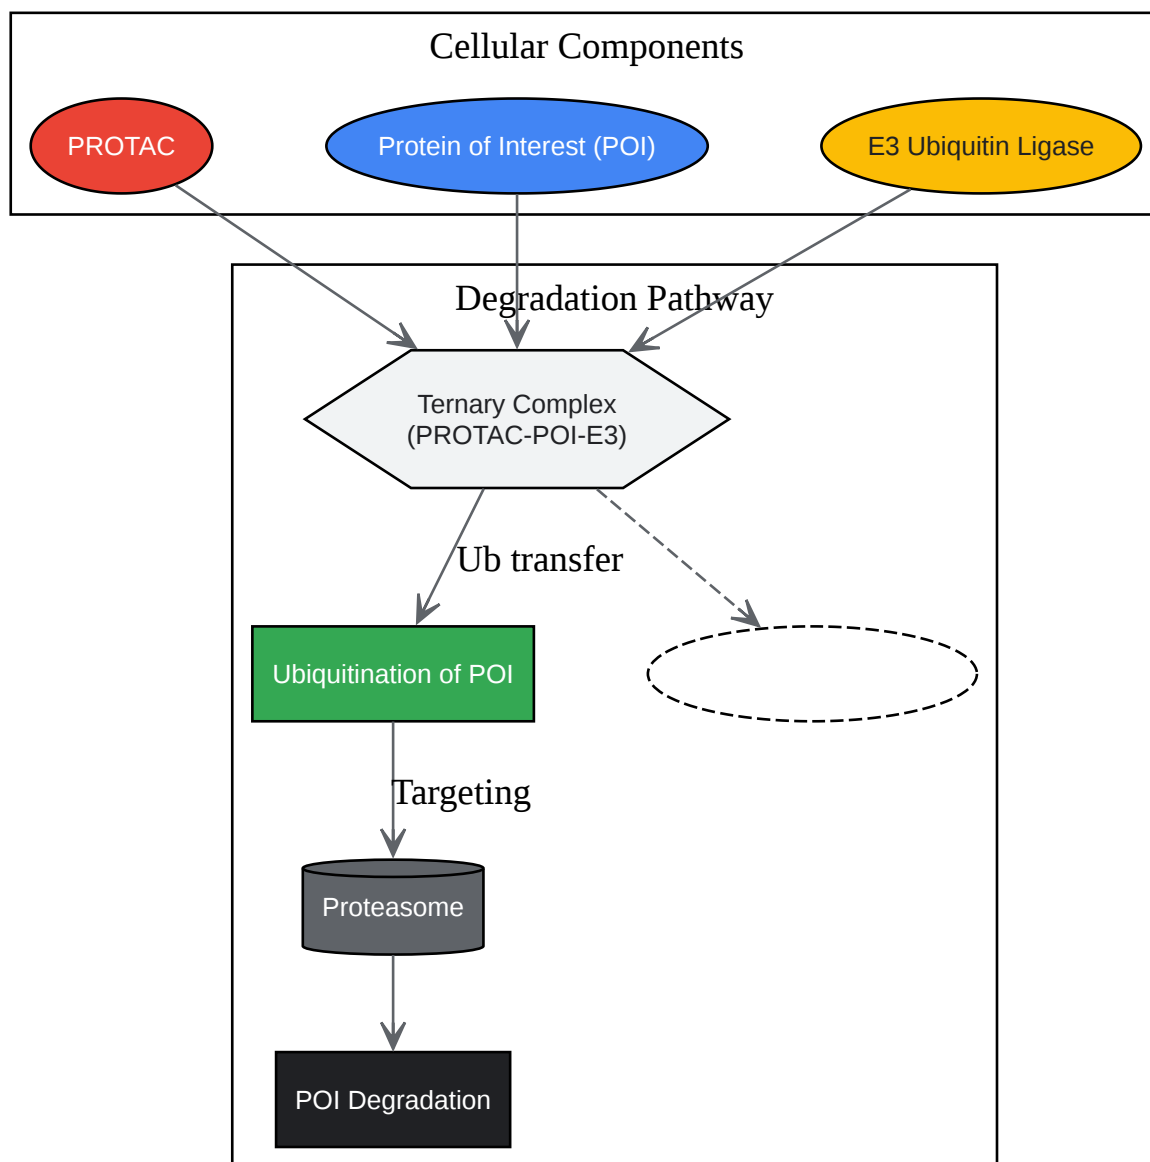 Cellular Components
PROTAC
Protein of Interest (POI)
E3 Ubiquitin Ligase
Degradation Pathway
Ternary Complex
(PROTAC-POI-E3)
Ub transfer
Ubiquitination of POI
Targeting
Proteasome
POI Degradation